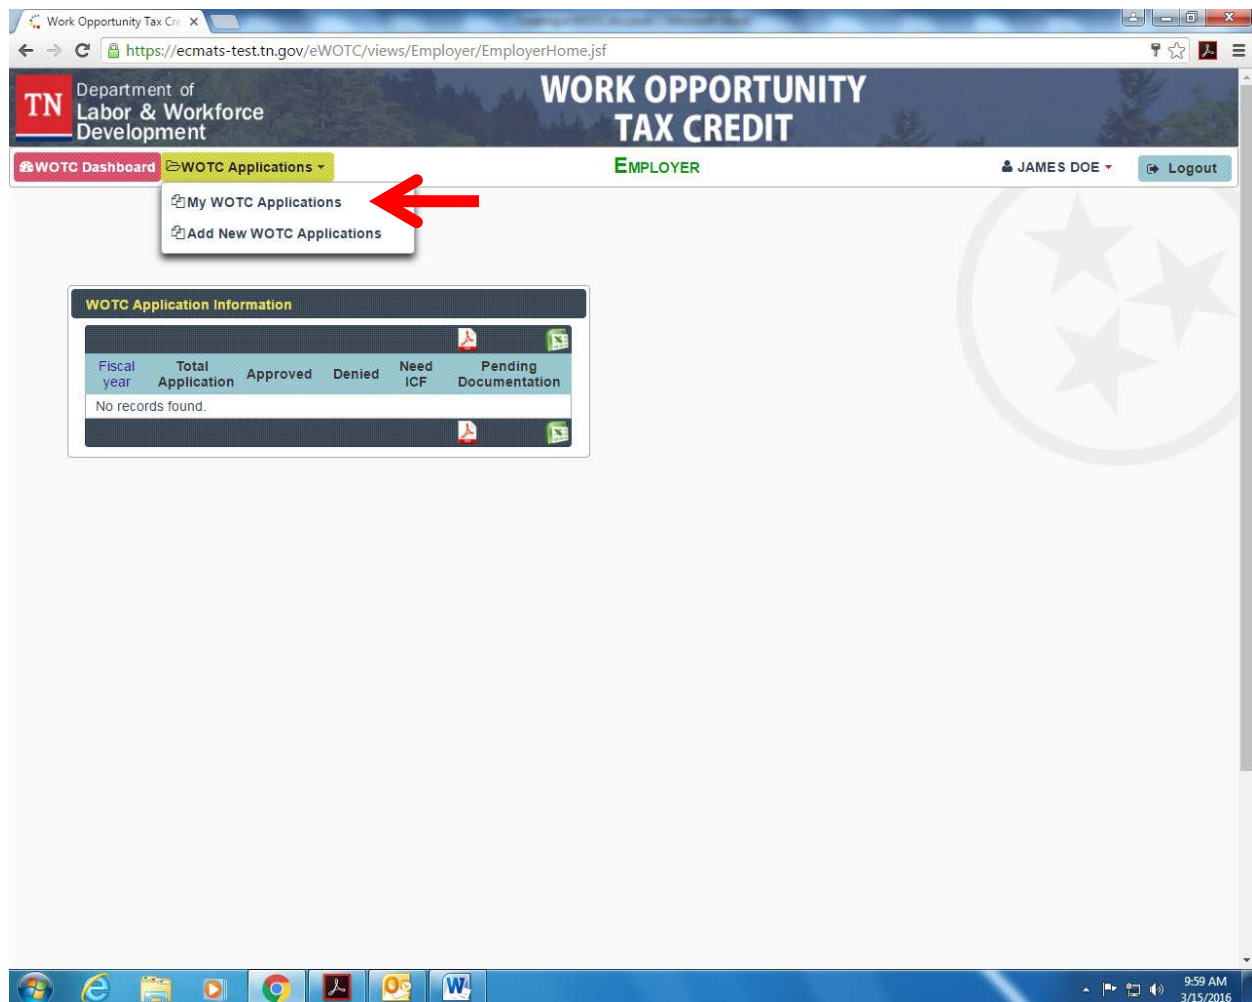 Work Opportunity Tax Cre
https://ecmats-test.tn.gov/eWOTC/views/Employer/EmployerHome.jsf
TN
Department of
Labor & Workforce
Development
WORK OPPORTUNITY
TAX CREDIT
WOTC Dashboard
WOTC Applications
EMPLOYER
JAMES DOE
Logout
My WOTC Applications
Add New WOTC Applications
WOTC Application Information
Fiscal year
Total Application
Approved
Denied
Need ICF
Pending Documentation
No records found.
9:59 AM
3/15/2016